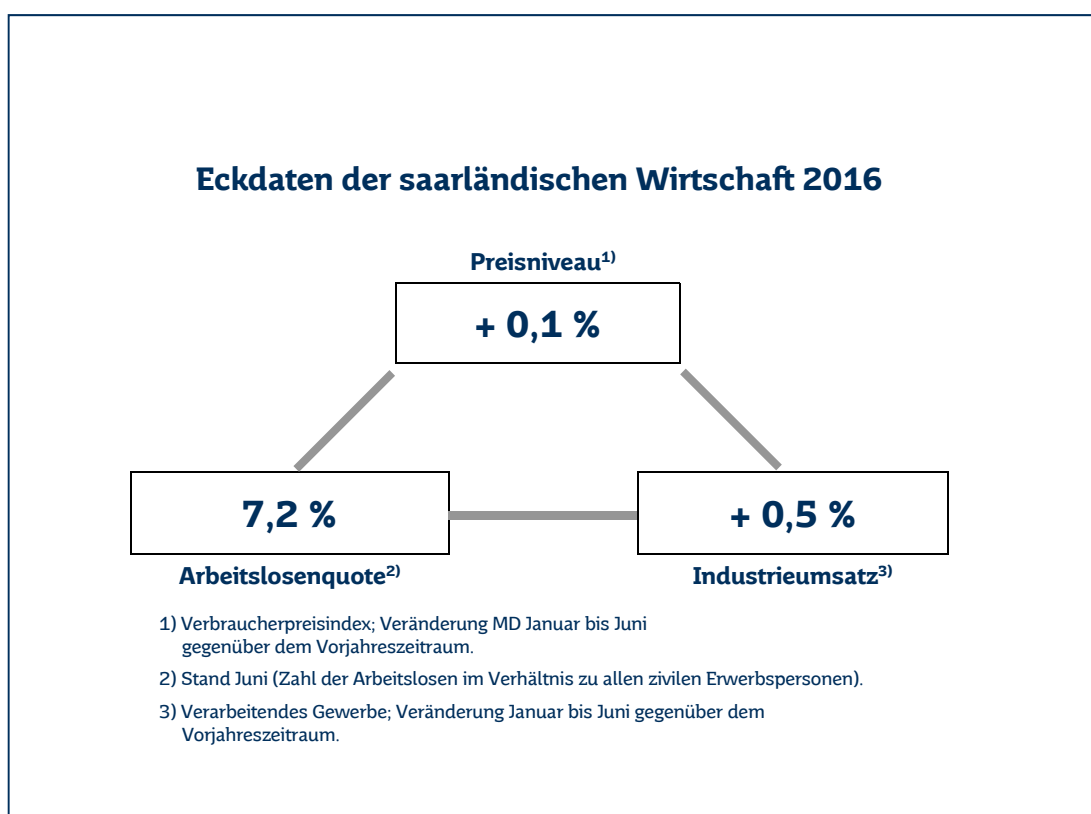 Eckdaten der saarländischen Wirtschaft 2016
Preisniveau¹⁾
+ 0,1 %
7,2 %
+ 0,5 %
Arbeitslosenquote²⁾
Industrieumsatz³⁾
1) Verbraucherpreisindex; Veränderung MD Januar bis Juni
gegenüber dem Vorjahreszeitraum.
2) Stand Juni (Zahl der Arbeitslosen im Verhältnis zu allen zivilen Erwerbspersonen).
3) Verarbeitendes Gewerbe; Veränderung Januar bis Juni gegenüber dem
Vorjahreszeitraum.